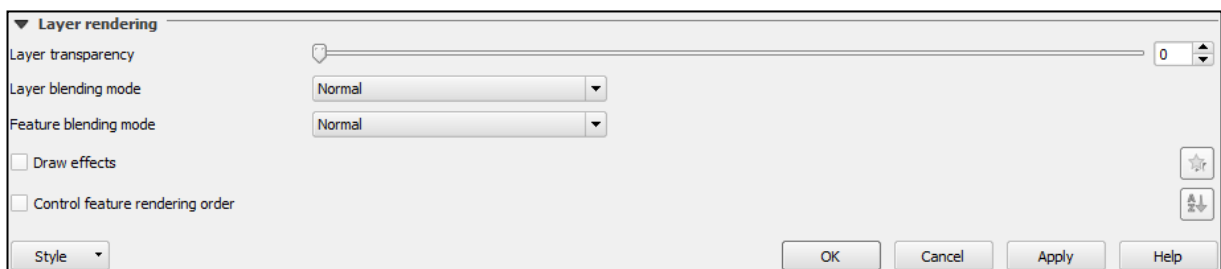 Layer rendering
Layer transparency 0
Layer blending mode Normal
Feature blending mode Normal
Draw effects
Control feature rendering order
Style OK Cancel Apply Help